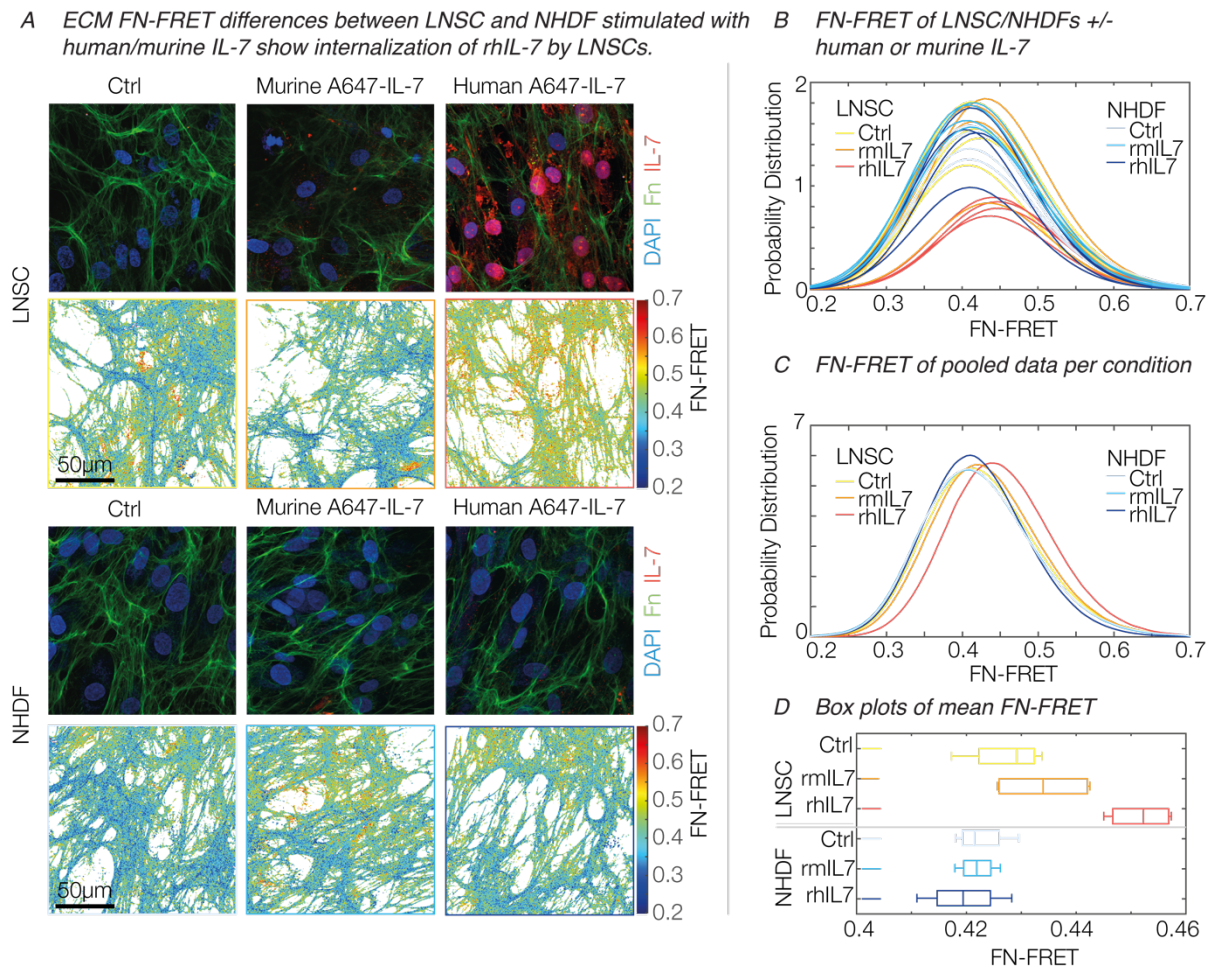 A ECM FN-FRET differences between LNSC and NHDF stimulated with
human/murine IL-7 show internalization of rhIL-7 by LNSCs.
Ctrl
Murine A647-IL-7
Human A647-IL-7
LNSC
DAPI Fn IL-7
50µm
0.7
0.6
0.5
0.4
0.3
0.2
FN-FRET
Ctrl
Murine A647-IL-7
Human A647-IL-7
NHDF
DAPI Fn IL-7
50µm
0.7
0.6
0.5
0.4
0.3
0.2
FN-FRET
B FN-FRET of LNSC/NHDFs +/-
human or murine IL-7
Probability Distribution
2
1
0
LNSC
Ctrl
rmIL7
rhIL7
NHDF
Ctrl
rmIL7
rhIL7
0.2 0.3 0.4 0.5 0.6 0.7
FN-FRET
C FN-FRET of pooled data per condition
Probability Distribution
7
0
LNSC
Ctrl
rmIL7
rhIL7
NHDF
Ctrl
rmIL7
rhIL7
0.2 0.3 0.4 0.5 0.6 0.7
FN-FRET
D Box plots of mean FN-FRET
LNSC
Ctrl
rmIL7
rhIL7
NHDF
Ctrl
rmIL7
rhIL7
0.4 0.42 0.44 0.46
FN-FRET